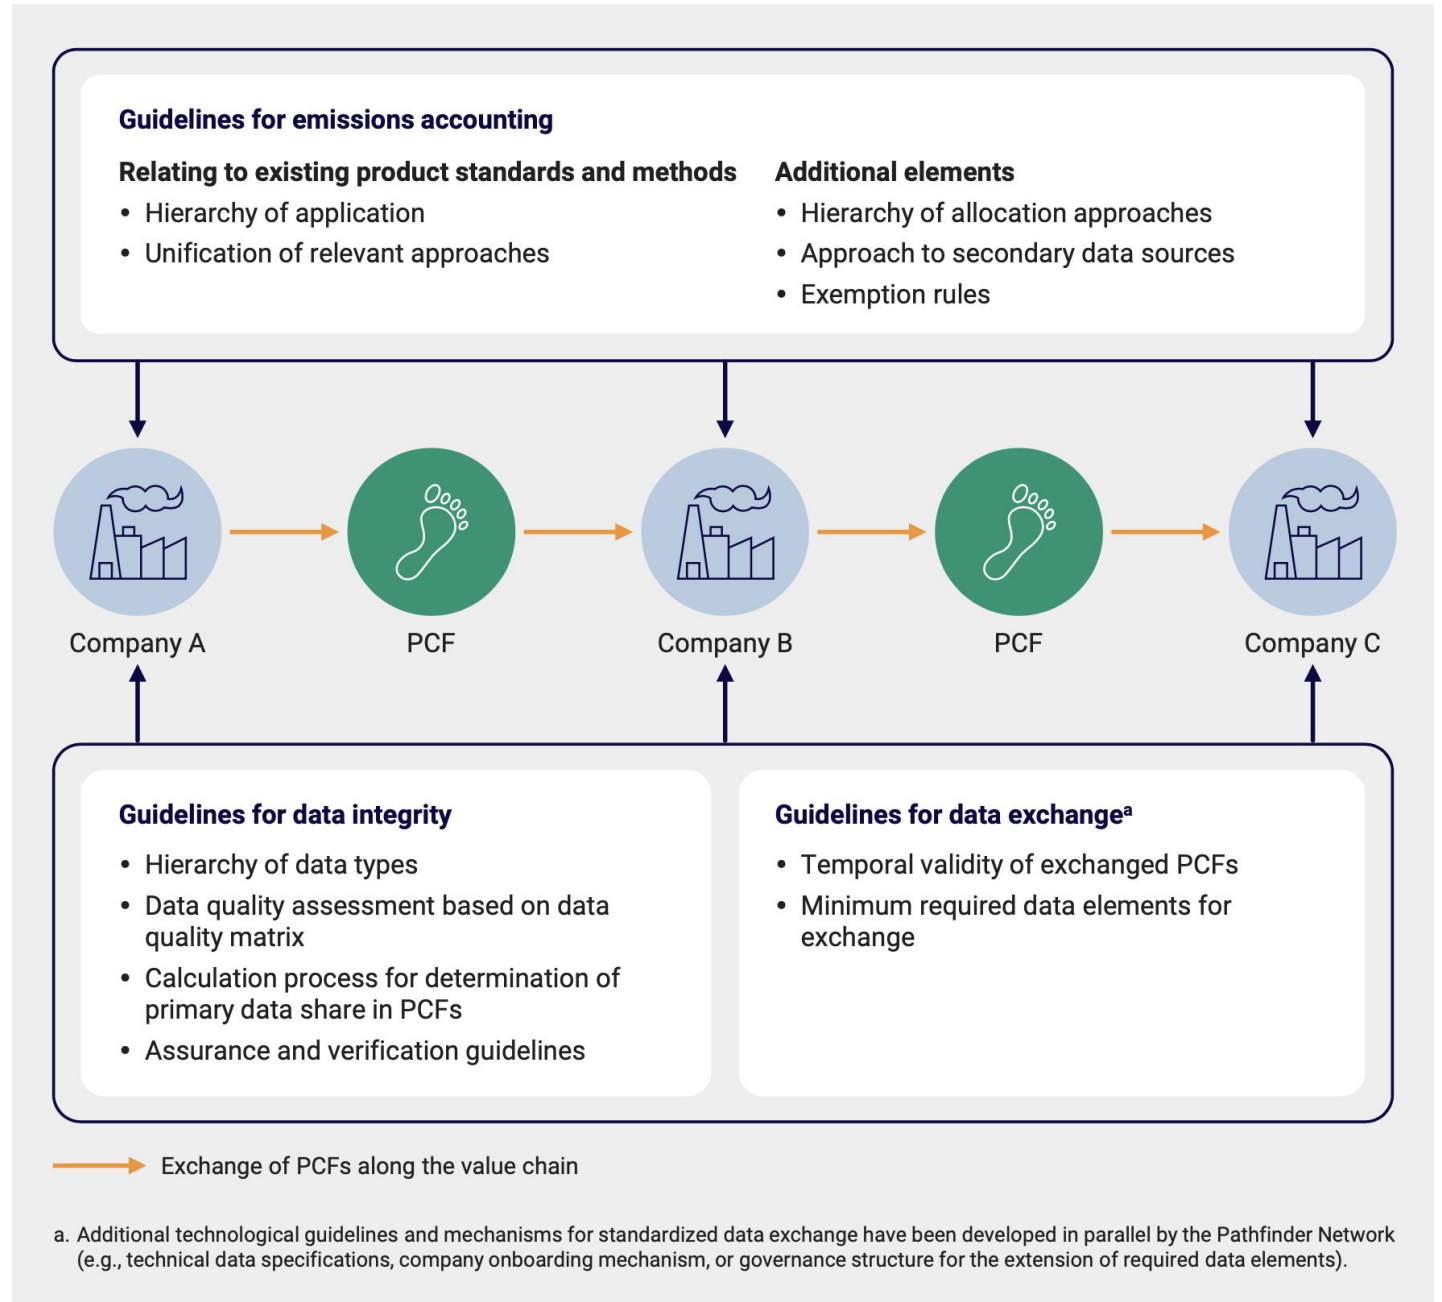 Guidelines for emissions accounting
Relating to existing product standards and methods
• Hierarchy of application
• Unification of relevant approaches
Additional elements
• Hierarchy of allocation approaches
• Approach to secondary data sources
• Exemption rules
Company A
PCF
Company B
PCF
Company C
Guidelines for data integrity
• Hierarchy of data types
• Data quality assessment based on data
quality matrix
• Calculation process for determination of
primary data share in PCFs
• Assurance and verification guidelines
Guidelines for data exchangeᵃ
• Temporal validity of exchanged PCFs
• Minimum required data elements for
exchange
Exchange of PCFs along the value chain
a. Additional technological guidelines and mechanisms for standardized data exchange have been developed in parallel by the Pathfinder Network
(e.g., technical data specifications, company onboarding mechanism, or governance structure for the extension of required data elements).